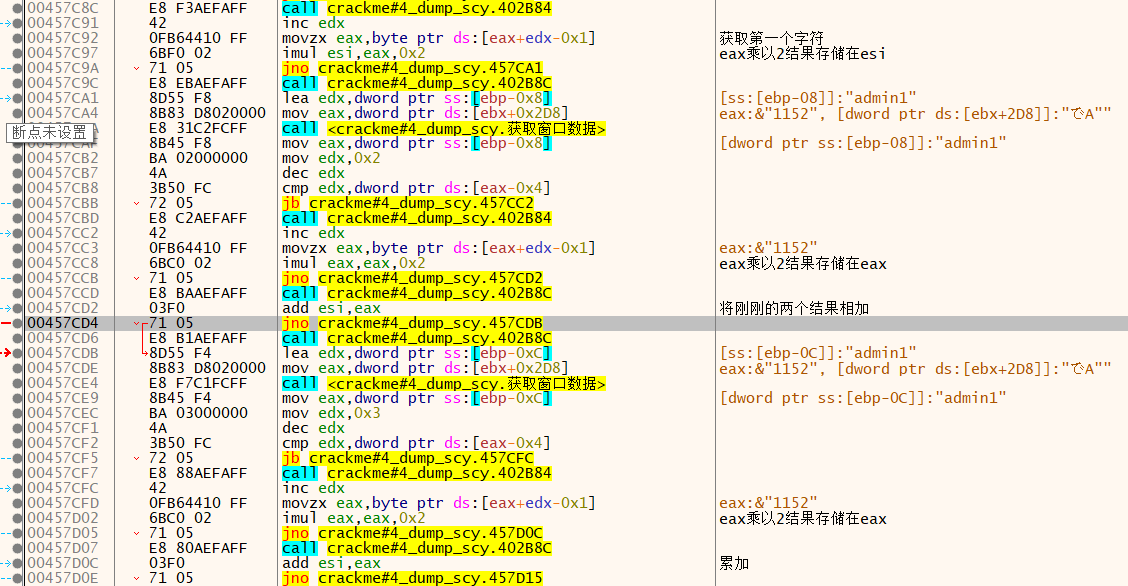 00457C8C E8 F3AEFAFF call crackme#4_dump_scy.402B84
00457C91 42 inc edx
00457C92 0FB64410 FF movzx eax,byte ptr ds:[eax+edx-0x1] 获取第一个字符
00457C97 6BF0 02 imul esi,eax,0x2 eax乘以2结果存储在esi
00457C9A 71 05 jno crackme#4_dump_scy.457CA1
00457C9C E8 EBAEFAFF call crackme#4_dump_scy.402B8C
00457CA1 8D55 F8 lea edx,dword ptr ss:[ebp-0x8] [ss:[ebp-08]]:"admin1"
00457CA4 8B83 D8020000 mov eax,dword ptr ds:[ebx+0x2D8] eax:&"1152", [dword ptr ds:[ebx+2D8]]:"でA""
断点未设置 E8 31C2FCFF call <crackme#4_dump_scy.获取窗口数据>
8B45 F8 mov eax,dword ptr ss:[ebp-0x8] [dword ptr ss:[ebp-08]]:"admin1"
00457CB2 BA 02000000 mov edx,0x2
00457CB7 4A dec edx
00457CB8 3B50 FC cmp edx,dword ptr ds:[eax-0x4]
00457CBB 72 05 jb crackme#4_dump_scy.457CC2
00457CBD E8 C2AEFAFF call crackme#4_dump_scy.402B84
00457CC2 42 inc edx
00457CC3 0FB64410 FF movzx eax,byte ptr ds:[eax+edx-0x1] eax:&"1152"
00457CC8 6BC0 02 imul eax,eax,0x2 eax乘以2结果存储在eax
00457CCB 71 05 jno crackme#4_dump_scy.457CD2
00457CCD E8 BAAEFAFF call crackme#4_dump_scy.402B8C
00457CD2 03F0 add esi,eax 将刚刚的两个结果相加
00457CD4 71 05 jno crackme#4_dump_scy.457CDB
00457CD6 E8 B1AEFAFF call crackme#4_dump_scy.402B8C
00457CDB 8D55 F4 lea edx,dword ptr ss:[ebp-0xC] [ss:[ebp-0C]]:"admin1"
00457CDE 8B83 D8020000 mov eax,dword ptr ds:[ebx+0x2D8] eax:&"1152", [dword ptr ds:[ebx+2D8]]:"でA""
00457CE4 E8 F7C1FCFF call <crackme#4_dump_scy.获取窗口数据>
00457CE9 8B45 F4 mov eax,dword ptr ss:[ebp-0xC] [dword ptr ss:[ebp-0C]]:"admin1"
00457CEC BA 03000000 mov edx,0x3
00457CF1 4A dec edx
00457CF2 3B50 FC cmp edx,dword ptr ds:[eax-0x4]
00457CF5 72 05 jb crackme#4_dump_scy.457CFC
00457CF7 E8 88AEFAFF call crackme#4_dump_scy.402B84
00457CFC 42 inc edx
00457CFD 0FB64410 FF movzx eax,byte ptr ds:[eax+edx-0x1] eax:&"1152"
00457D02 6BC0 02 imul eax,eax,0x2 eax乘以2结果存储在eax
00457D05 71 05 jno crackme#4_dump_scy.457D0C
00457D07 E8 80AEFAFF call crackme#4_dump_scy.402B8C
00457D0C 03F0 add esi,eax 累加
00457D0E 71 05 jno crackme#4_dump_scy.457D15